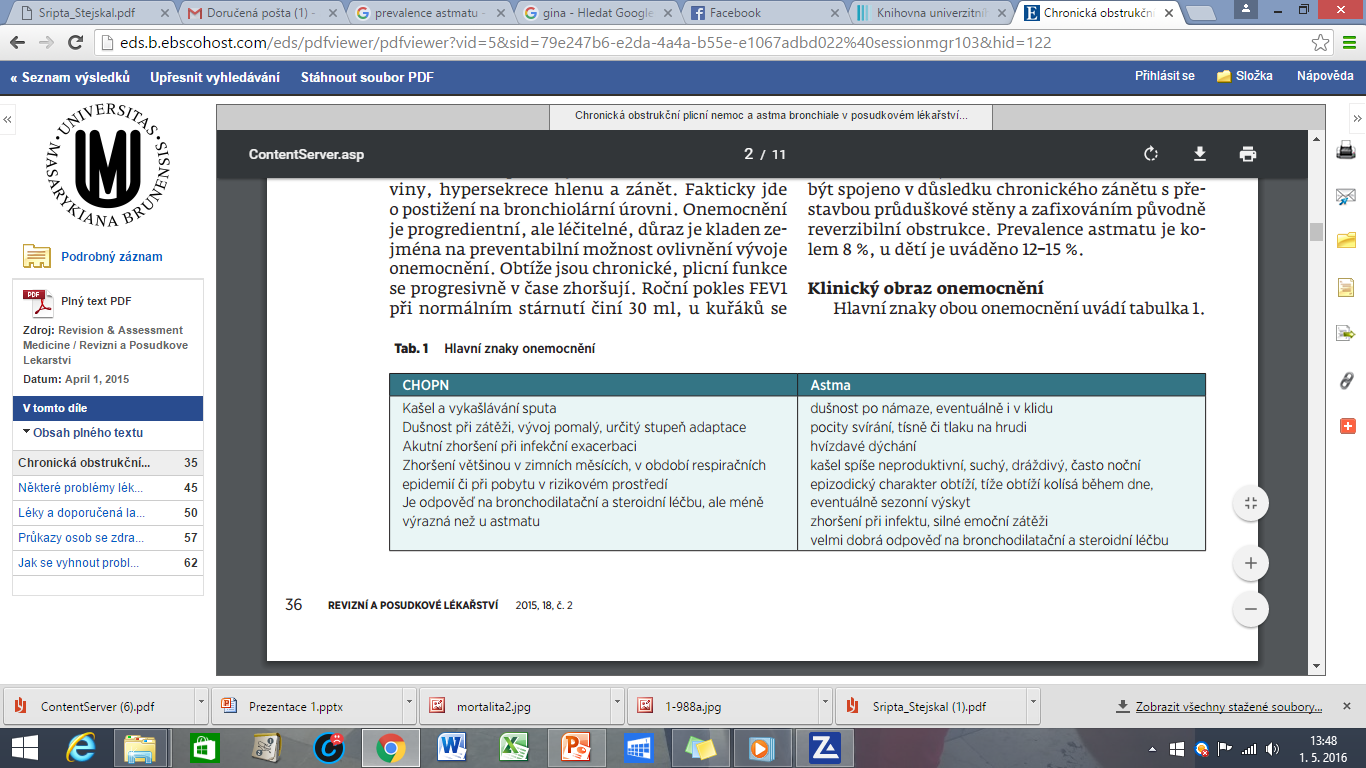 Sripta_Stejskal.pdf
Doručená pošta (1) -
prevalence astmatu -
gina - Hledat Google
Facebook
Knihovna univerzitní
Chronická obstrukčn
eds.b.ebscohost.com/eds/pdfviewer/pdfviewer?vid=5&sid=79e247b6-e2da-4a4a-b55e-e1067adbd022%40sessionmgr103&hid=122
« Seznam výsledků Upřesnit vyhledávání Stáhnout soubor PDF
Přihlásit se Složka Nápověda
UNIVERSITAS MASARYKIANA BRUNENSIS
Podrobný záznam
PDF Plný text PDF
Zdroj: Revision & Assessment
Medicine / Revizni a Posudkove
Lekarstvi
Datum: April 1, 2015
V tomto díle
Obsah plného textu
Chronická obstrukční... 35
Některé problémy lék... 45
Léky a doporučená la... 50
Průkazy osob se zdra... 57
Jak se vyhnout probl... 62
Chronická obstrukční plicní nemoc a astma bronchiale v posudkovém lékařství...
ContentServer.asp
2 / 11
viny, hypersekrece hlenu a zánět. Fakticky jde
o postižení na bronchiolární úrovni. Onemocnění
je progredientní, ale léčitelné, důraz je kladen ze-
jména na preventabilní možnost ovlivnění vývoje
onemocnění. Obtíže jsou chronické, plicní funkce
se progresivně v čase zhoršují. Roční pokles FEV1
při normálním stárnutí činí 30 ml, u kuřáků se
být spojeno v důsledku chronického zánětu s pře-
stavbou průduškové stěny a zafixováním původně
reverzibilní obstrukce. Prevalence astmatu je ko-
lem 8 %, u dětí je uváděno 12–15 %.
Klinický obraz onemocnění
Hlavní znaky obou onemocnění uvádí tabulka 1.
Tab. 1 Hlavní znaky onemocnění
CHOPN
Kašel a vykašlávání sputa
Dušnost při zátěži, vývoj pomalý, určitý stupeň adaptace
Akutní zhoršení při infekční exacerbaci
Zhoršení většinou v zimních měsících, v období respiračních
epidemií či při pobytu v rizikovém prostředí
Je odpověď na bronchodilatační a steroidní léčbu, ale méně
výrazná než u astmatu
Astma
dušnost po námaze, eventuálně i v klidu
pocity svírání, tísně či tlaku na hrudi
hvízdavé dýchání
kašel spíše neproduktivní, suchý, dráždivý, často noční
epizodický charakter obtíží, tíže obtíží kolísá během dne,
eventuálně sezonní výskyt
zhoršení při infektu, silné emoční zátěži
velmi dobrá odpověď na bronchodilatační a steroidní léčbu
36 REVIZNÍ A POSUDKOVÉ LÉKAŘSTVÍ 2015, 18, č. 2
ContentServer (6).pdf
Prezentace 1.pptx
mortalita2.jpg
1-988a.jpg
Sripta_Stejskal (1).pdf
Zobrazit všechny stažené soubory...
13:48
1. 5. 2016